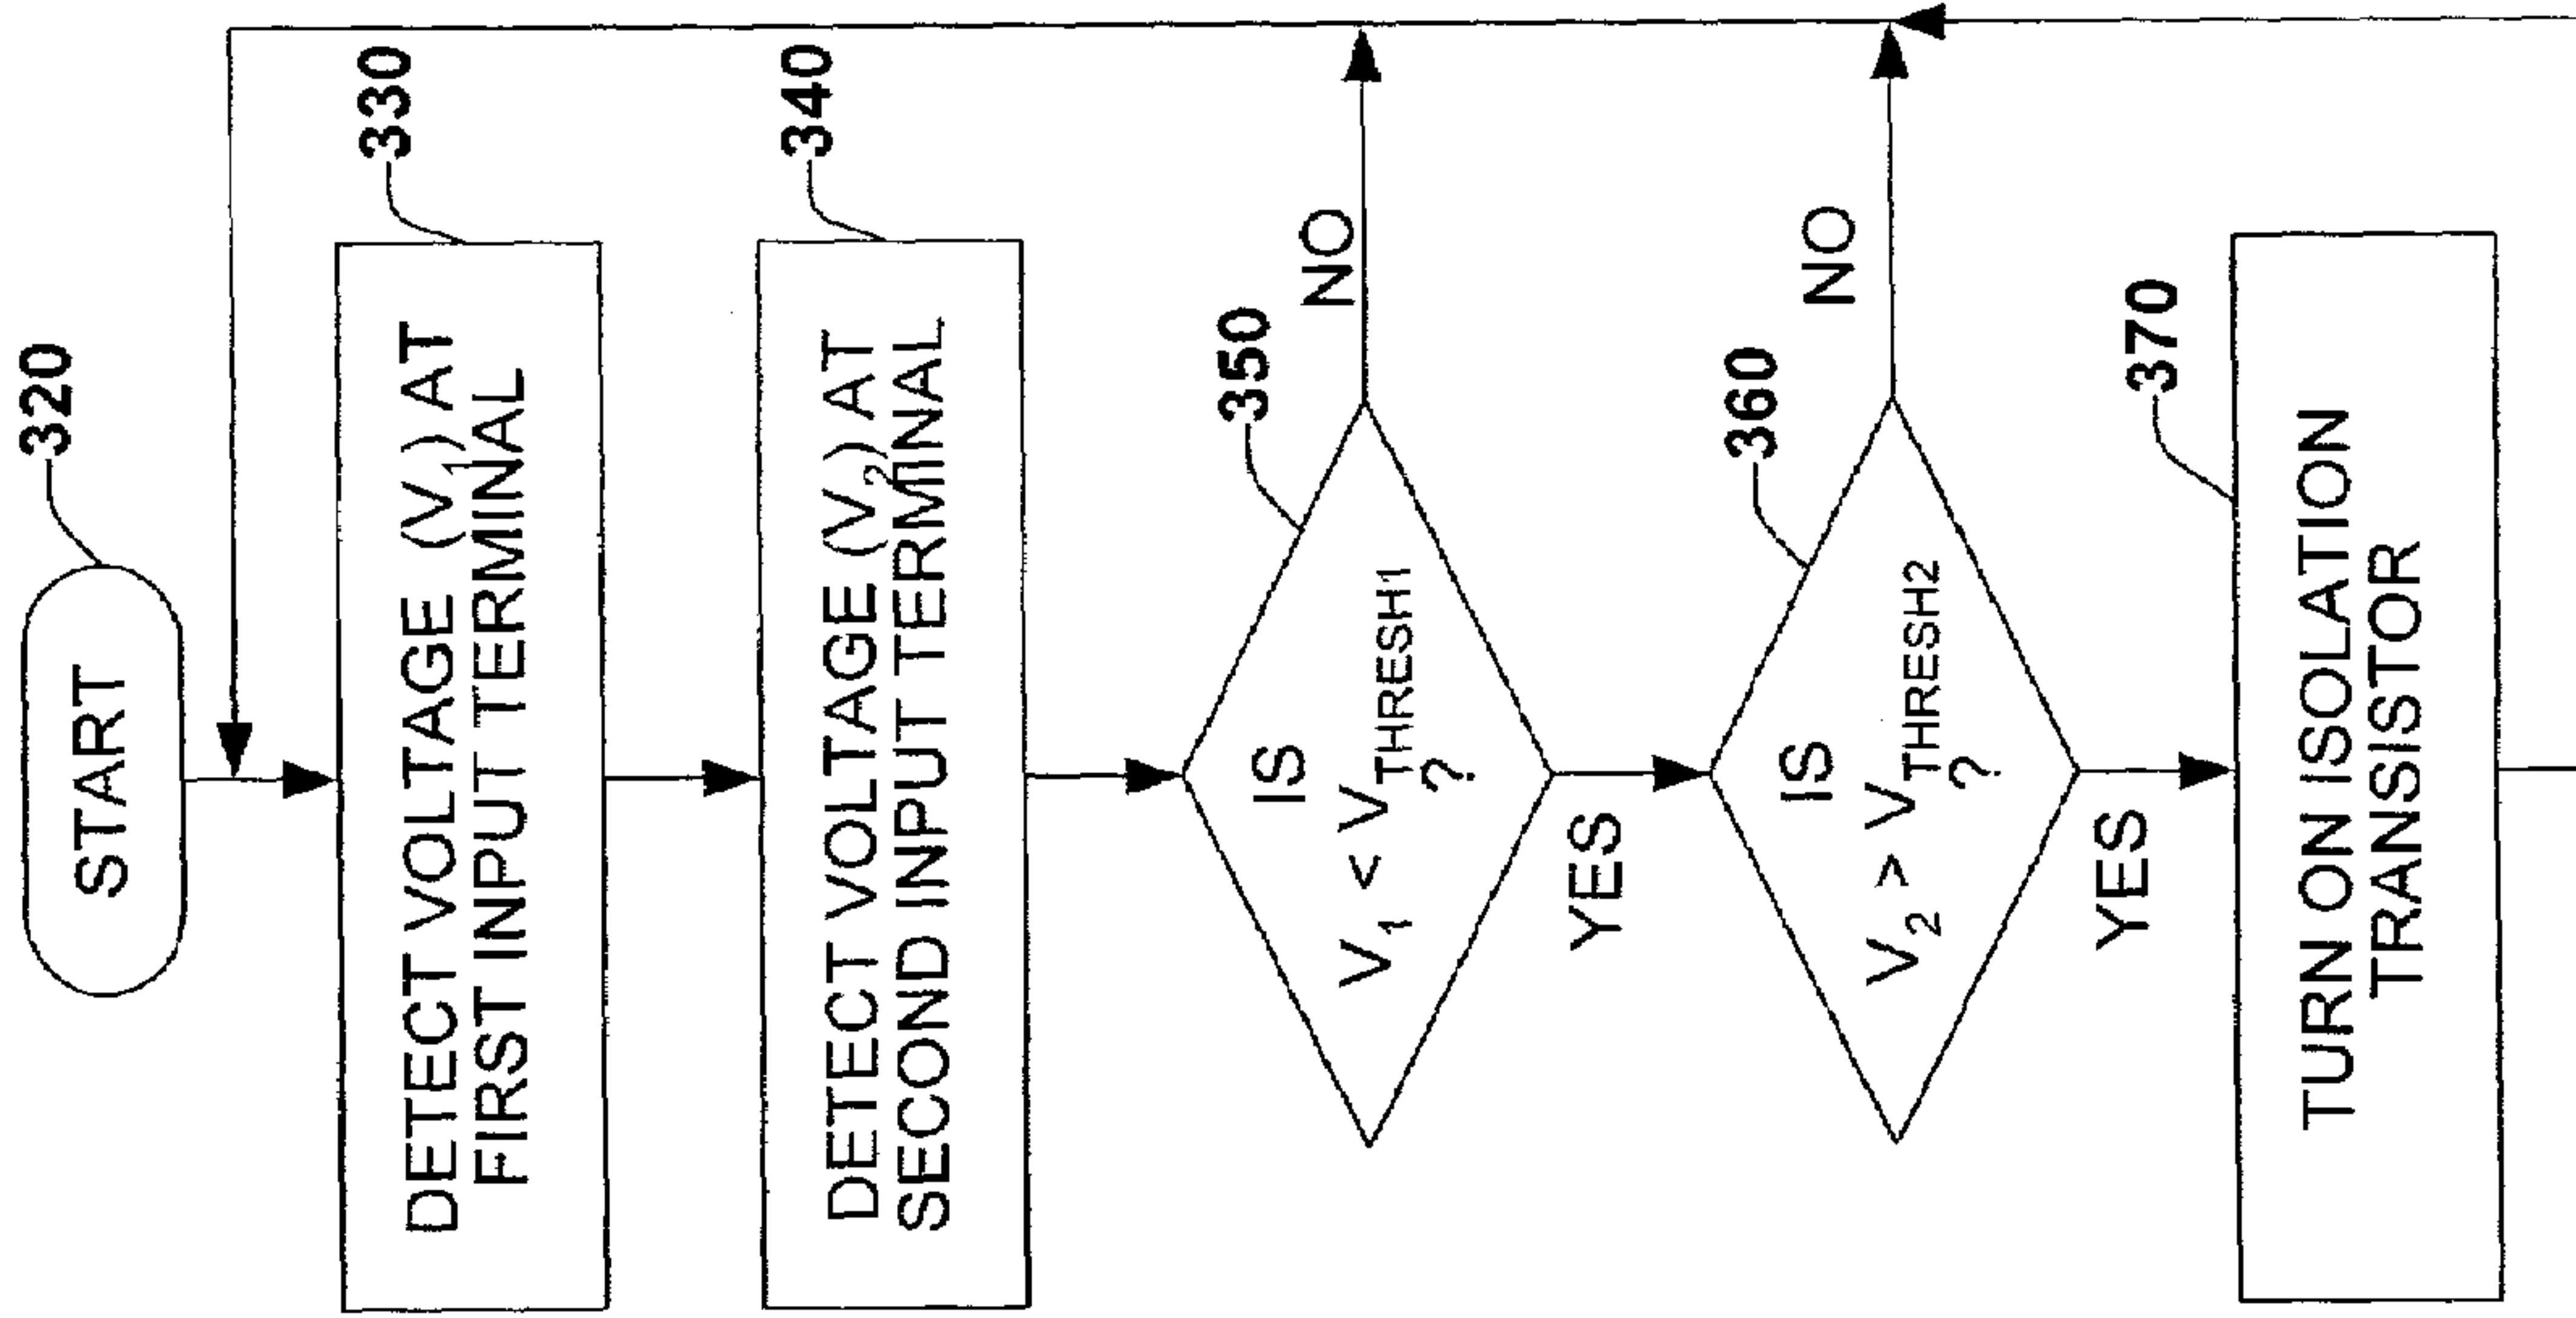 320
START
330
DETECT VOLTAGE (V1) AT
FIRST INPUT TERMINAL
340
DETECT VOLTAGE (V2) AT
SECOND INPUT TERMINAL
350
IS
V1 < VTHRESH1
?
NO
YES
360
IS
V2 > VTHRESH2
?
NO
YES
370
TURN ON ISOLATION
TRANSISTOR